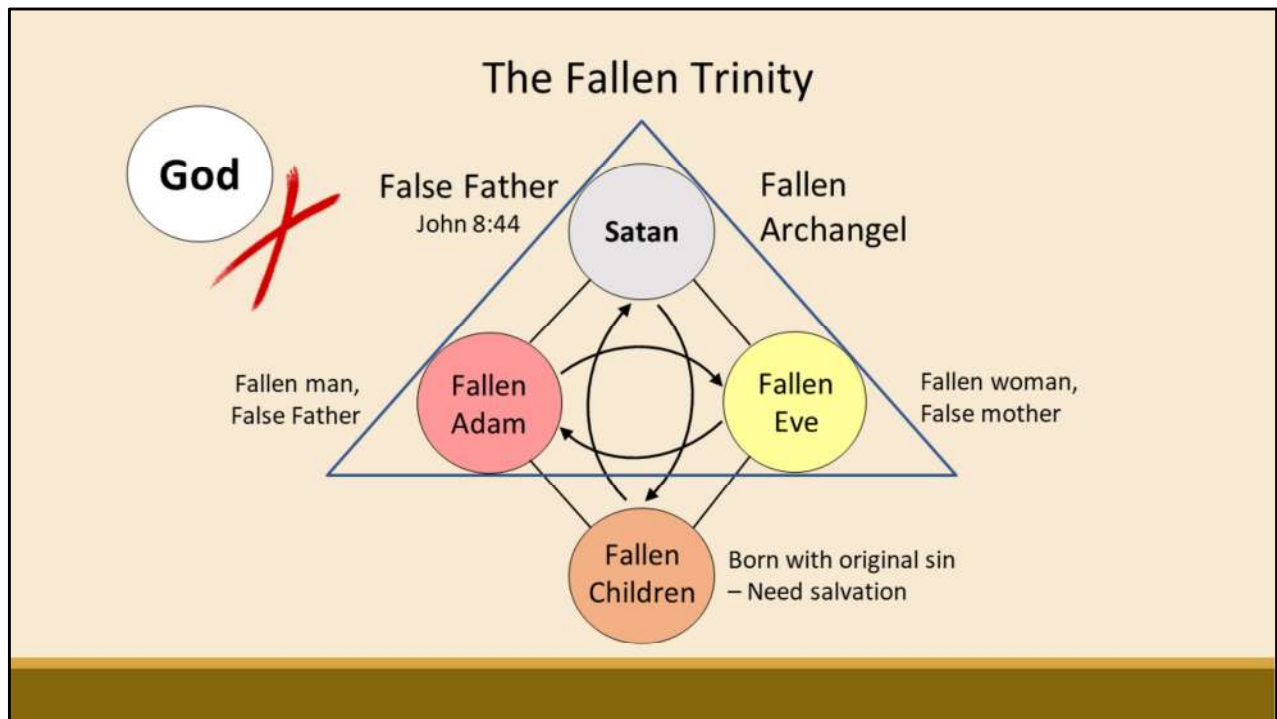 The Fallen Trinity
God
False Father
John 8:44
Satan
Fallen
Archangel
Fallen man,
False Father
Fallen
Adam
Fallen
Eve
Fallen woman,
False mother
Fallen
Children
Born with original sin
– Need salvation